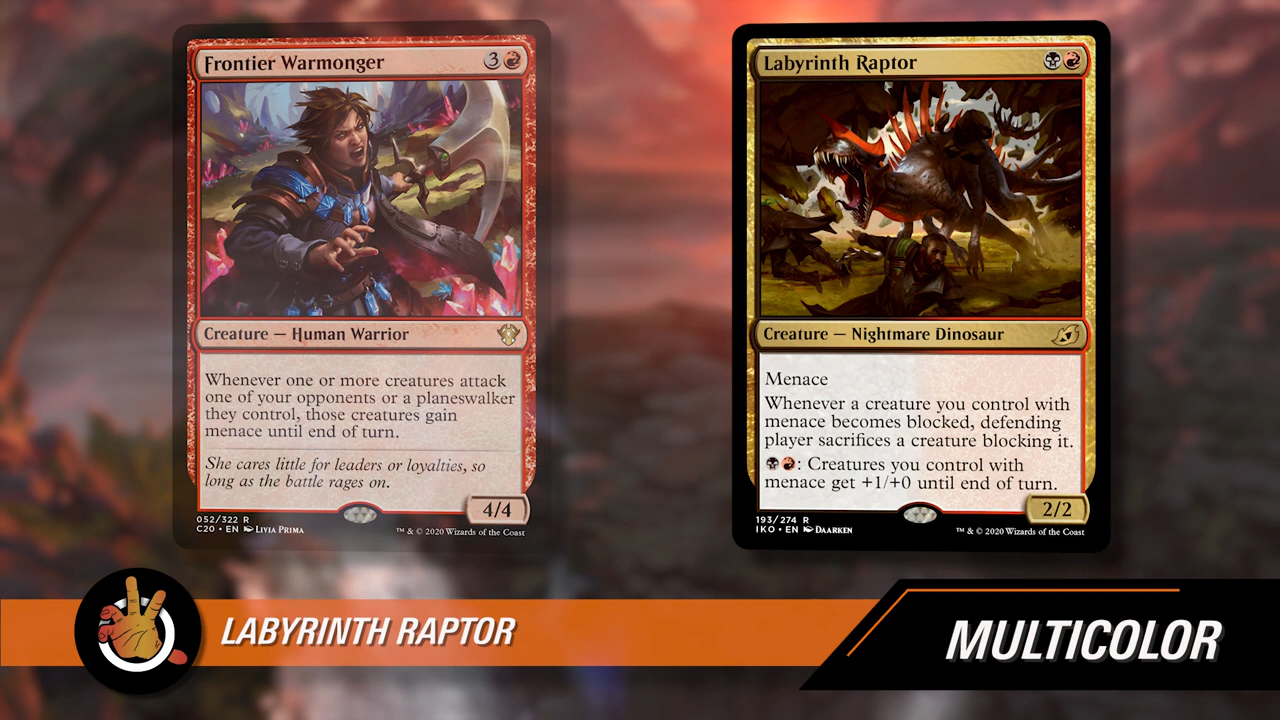 Frontier Warmonger
3
Creature — Human Warrior
Whenever one or more creatures attack
one of your opponents or a planeswalker
they control, those creatures gain
menace until end of turn.
She cares little for leaders or loyalties, so
long as the battle rages on.
4/4
052/322 R
C20 • EN Livia Prima
™ & © 2020 Wizards of the Coast
Labyrinth Raptor
Creature — Nightmare Dinosaur
Menace
Whenever a creature you control with
menace becomes blocked, defending
player sacrifices a creature blocking it.
: Creatures you control with
menace get +1/+0 until end of turn.
2/2
193/274 R
IKO • EN Daarken
™ & © 2020 Wizards of the Coast
LABYRINTH RAPTOR
MULTICOLOR